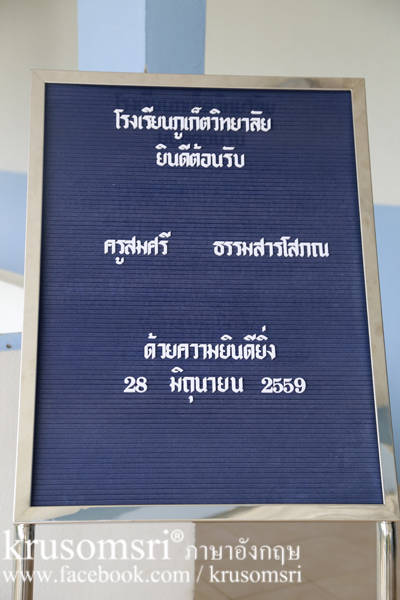 โรงเรียนภูเก็ตวิทยาลัย
ยินดีต้อนรับ
ครูสมศรี ธรรมสารโสภณ
ด้วยความยินดียิ่ง
28 มิถุนายน 2559
krusomsri® ภาษาอังกฤษ
www.facebook.com/krusomsri